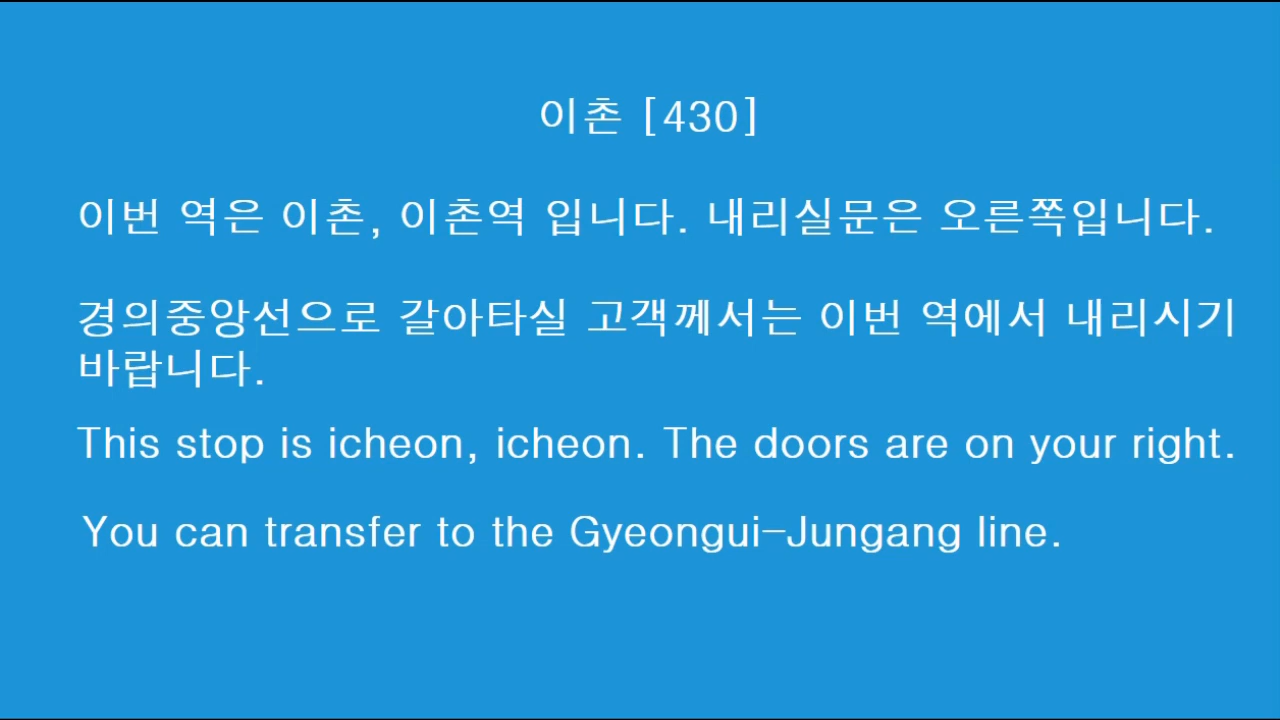 이촌 [430]
이번 역은 이촌, 이촌역 입니다. 내리실문은 오른쪽입니다.
경의중앙선으로 갈아타실 고객께서는 이번 역에서 내리시기
바랍니다.
This stop is icheon, icheon. The doors are on your right.
You can transfer to the Gyeongui-Jungang line.